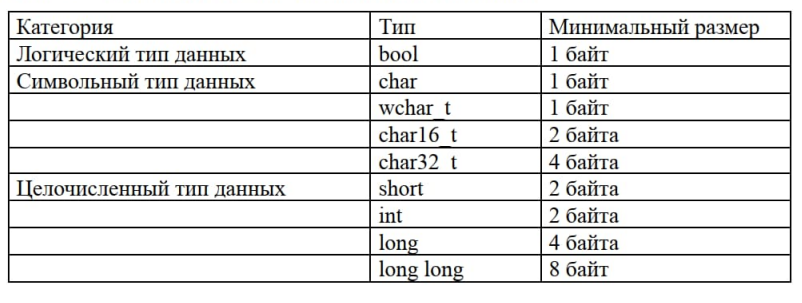 Категория Тип Минимальный размер
Логический тип данных bool 1 байт
Символьный тип данных char 1 байт
wchar_t 1 байт
char16_t 2 байта
char32_t 4 байта
Целочисленный тип данных short 2 байта
int 2 байта
long 4 байта
long long 8 байт